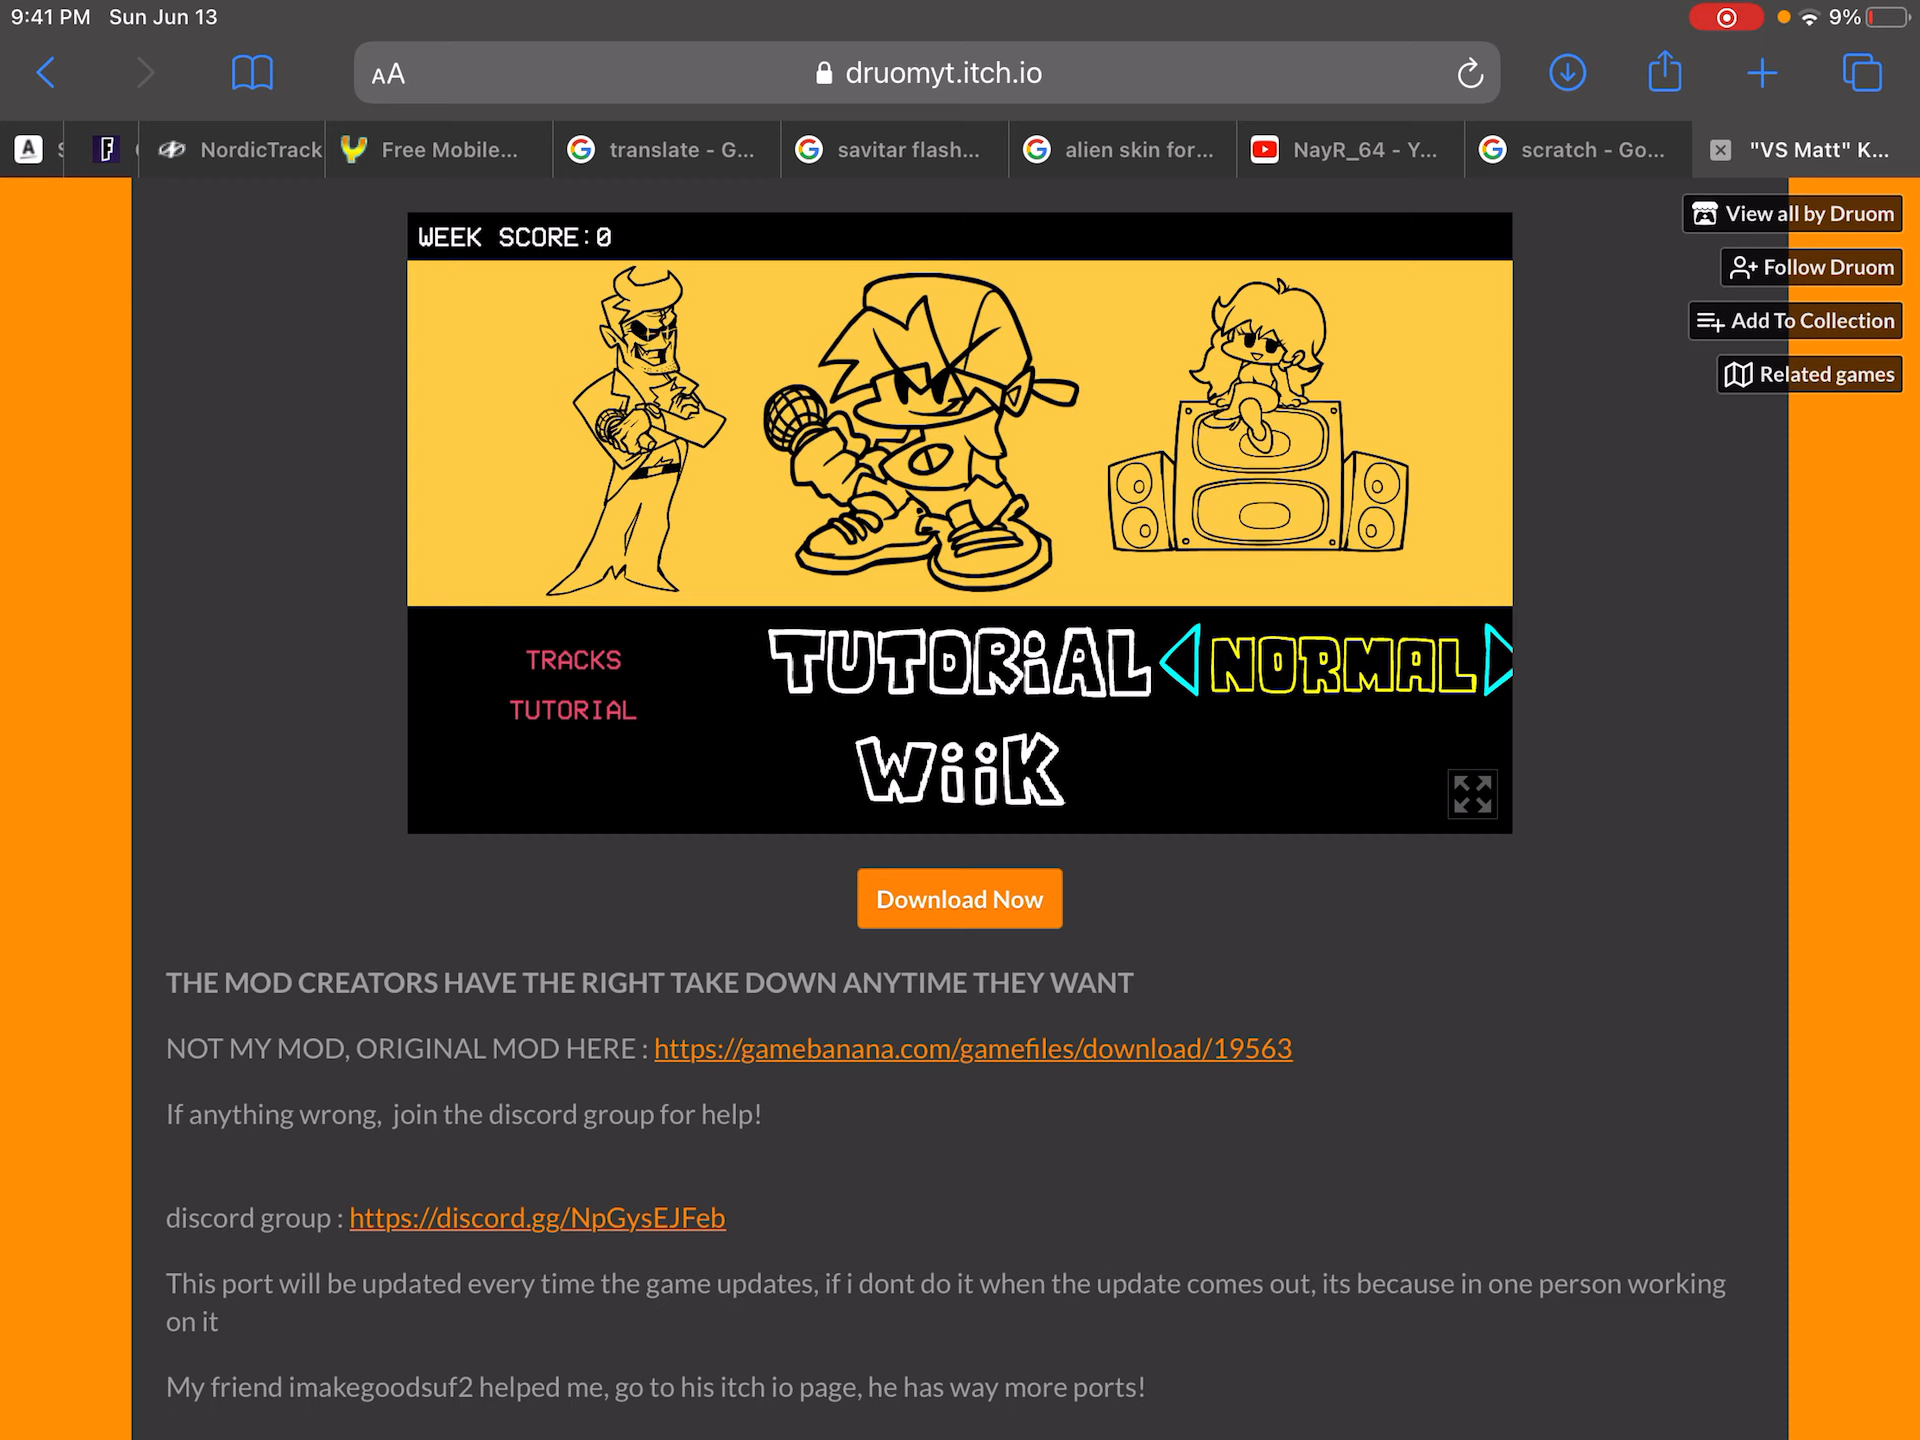 9:41 PM Sun Jun 13
9%
AA
druomyt.itch.io
A
NordicTrack
Free Mobile...
translate - G...
savitar flash...
alien skin for...
NayR_64 - Y...
scratch - Go...
"VS Matt" K...
View all by Druom
Follow Druom
Add To Collection
Related games
WEEK SCORE:0
TRACKS
TUTORIAL
TUTORiAL
NORMAL
WiiK
Download Now
THE MOD CREATORS HAVE THE RIGHT TAKE DOWN ANYTIME THEY WANT
NOT MY MOD, ORIGINAL MOD HERE : https://gamebanana.com/gamefiles/download/19563
If anything wrong, join the discord group for help!
discord group : https://discord.gg/NpGysEJFeb
This port will be updated every time the game updates, if i dont do it when the update comes out, its because in one person working
on it
My friend imakegoodsuf2 helped me, go to his itch io page, he has way more ports!